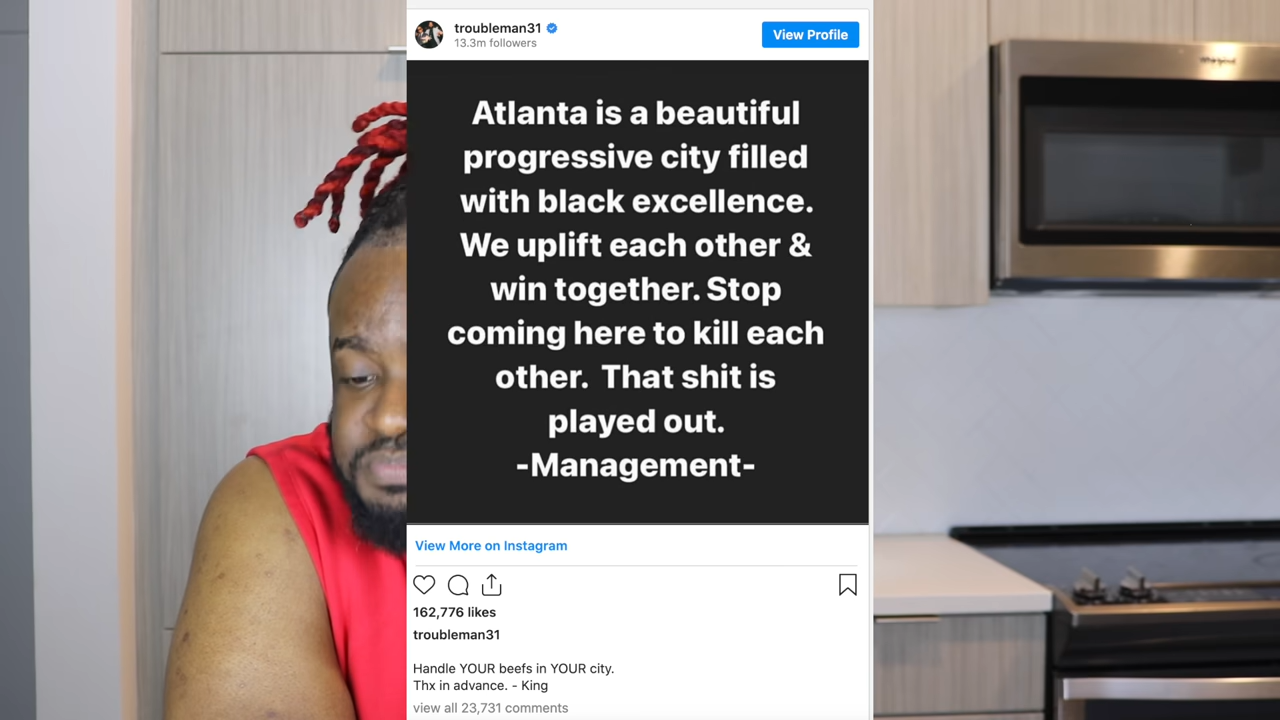 troubleman31
13.3m followers
View Profile
Atlanta is a beautiful
progressive city filled
with black excellence.
We uplift each other &
win together. Stop
coming here to kill each
other.  That shit is
played out.
-Management-
View More on Instagram
162,776 likes
troubleman31
Handle YOUR beefs in YOUR city.
Thx in advance. - King
view all 23,731 comments